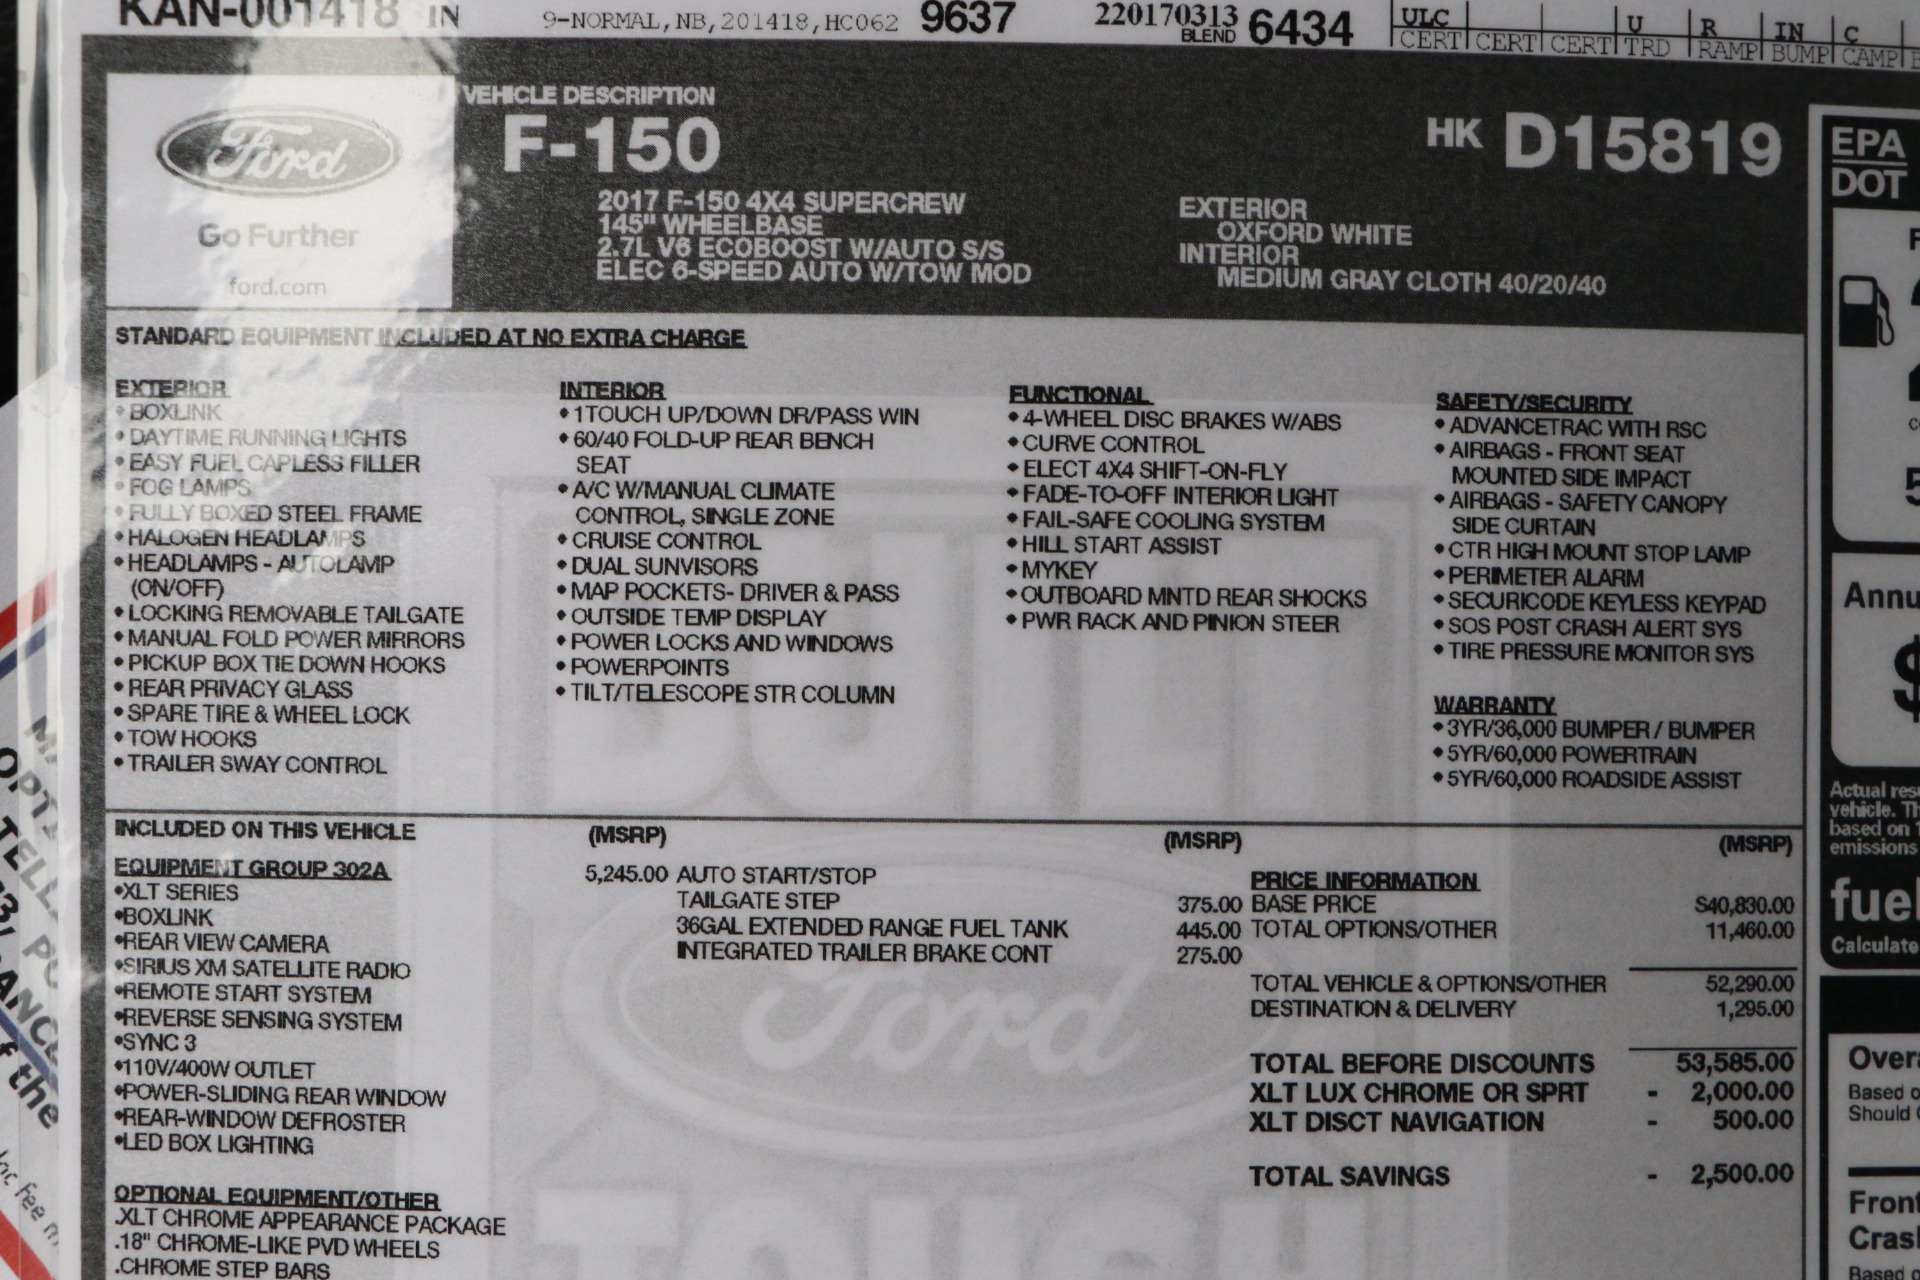 KAN-001418 IN 9-NORMAL,NB,201418,HC062 9637 220170313 BLEND 6434
ULC U R IN C
CERT CERT CERT TRD RAMP BUMP CAMP
Ford
Go Further
ford.com
VEHICLE DESCRIPTION
F-150
2017 F-150 4X4 SUPERCREW
145" WHEELBASE
2.7L V6 ECOBOOST W/AUTO S/S
ELEC 6-SPEED AUTO W/TOW MOD
HK D15819
EXTERIOR
OXFORD WHITE
INTERIOR
MEDIUM GRAY CLOTH 40/20/40
STANDARD EQUIPMENT INCLUDED AT NO EXTRA CHARGE
EXTERIOR
• BOXLINK
• DAYTIME RUNNING LIGHTS
• EASY FUEL CAPLESS FILLER
• FOG LAMPS
• FULLY BOXED STEEL FRAME
• HALOGEN HEADLAMPS
• HEADLAMPS - AUTOLAMP
(ON/OFF)
• LOCKING REMOVABLE TAILGATE
• MANUAL FOLD POWER MIRRORS
• PICKUP BOX TIE DOWN HOOKS
• REAR PRIVACY GLASS
• SPARE TIRE & WHEEL LOCK
• TOW HOOKS
• TRAILER SWAY CONTROL
INTERIOR
• 1TOUCH UP/DOWN DR/PASS WIN
• 60/40 FOLD-UP REAR BENCH
SEAT
• A/C W/MANUAL CLIMATE
CONTROL, SINGLE ZONE
• CRUISE CONTROL
• DUAL SUNVISORS
• MAP POCKETS- DRIVER & PASS
• OUTSIDE TEMP DISPLAY
• POWER LOCKS AND WINDOWS
• POWERPOINTS
• TILT/TELESCOPE STR COLUMN
FUNCTIONAL
• 4-WHEEL DISC BRAKES W/ABS
• CURVE CONTROL
• ELECT 4X4 SHIFT-ON-FLY
• FADE-TO-OFF INTERIOR LIGHT
• FAIL-SAFE COOLING SYSTEM
• HILL START ASSIST
• MYKEY
• OUTBOARD MNTD REAR SHOCKS
• PWR RACK AND PINION STEER
SAFETY/SECURITY
• ADVANCETRAC WITH RSC
• AIRBAGS - FRONT SEAT
MOUNTED SIDE IMPACT
• AIRBAGS - SAFETY CANOPY
SIDE CURTAIN
• CTR HIGH MOUNT STOP LAMP
• PERIMETER ALARM
• SECURICODE KEYLESS KEYPAD
• SOS POST CRASH ALERT SYS
• TIRE PRESSURE MONITOR SYS
WARRANTY
• 3YR/36,000 BUMPER / BUMPER
• 5YR/60,000 POWERTRAIN
• 5YR/60,000 ROADSIDE ASSIST
INCLUDED ON THIS VEHICLE (MSRP)
EQUIPMENT GROUP 302A 5,245.00
•XLT SERIES
•BOXLINK
•REAR VIEW CAMERA
•SIRIUS XM SATELLITE RADIO
•REMOTE START SYSTEM
•REVERSE SENSING SYSTEM
•SYNC 3
•110V/400W OUTLET
•POWER-SLIDING REAR WINDOW
•REAR-WINDOW DEFROSTER
•LED BOX LIGHTING
OPTIONAL EQUIPMENT/OTHER
.XLT CHROME APPEARANCE PACKAGE
.18" CHROME-LIKE PVD WHEELS
.CHROME STEP BARS
(MSRP)
AUTO START/STOP
TAILGATE STEP 375.00
36GAL EXTENDED RANGE FUEL TANK 445.00
INTEGRATED TRAILER BRAKE CONT 275.00
(MSRP)
PRICE INFORMATION
BASE PRICE $40,830.00
TOTAL OPTIONS/OTHER 11,460.00
TOTAL VEHICLE & OPTIONS/OTHER 52,290.00
DESTINATION & DELIVERY 1,295.00
TOTAL BEFORE DISCOUNTS 53,585.00
XLT LUX CHROME OR SPRT - 2,000.00
XLT DISCT NAVIGATION - 500.00
TOTAL SAVINGS - 2,500.00
BUILT
Ford
TOUGH
EPA
DOT
Annu
$
Actual resu
vehicle. Th
based on 1
emissions
fuel
Calculate
Overa
Based o
Should
Front
Cras
Based o
f the